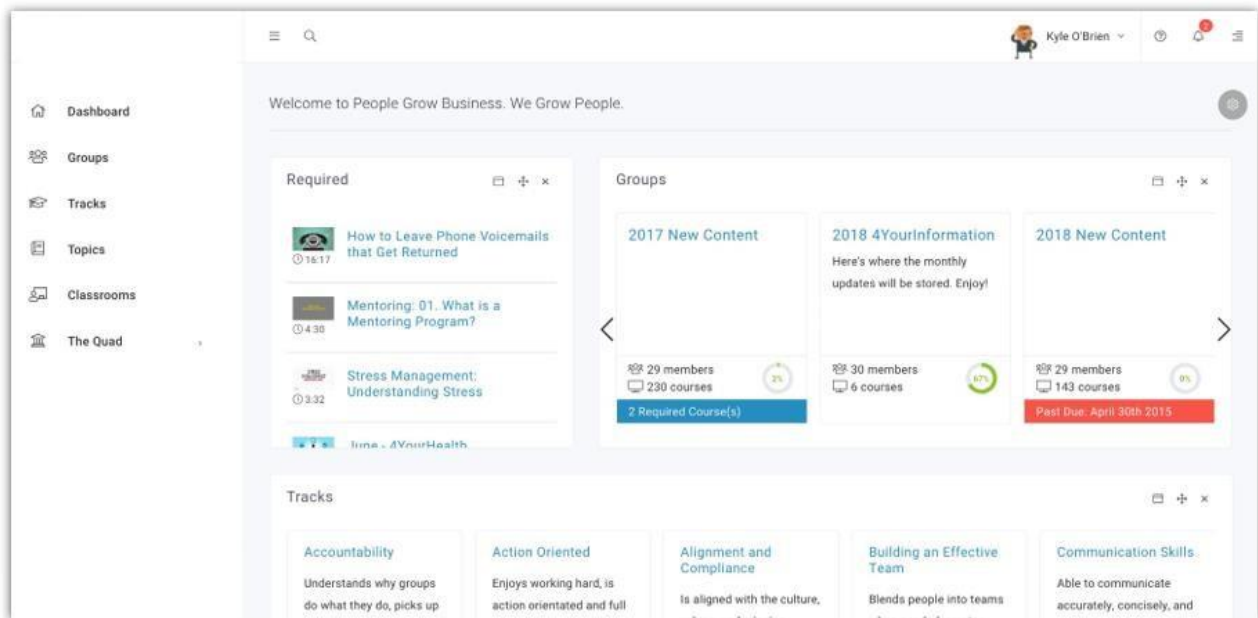 Kyle O'Brien
2
Dashboard
Groups
Tracks
Topics
Classrooms
The Quad
Welcome to People Grow Business. We Grow People.
Required
How to Leave Phone Voicemails
that Get Returned
16:17
Mentoring: 01. What is a
Mentoring Program?
4:30
Stress Management:
Understanding Stress
3:32
June - 4YourHealth
Groups
2017 New Content
29 members
230 courses
2%
2 Required Course(s)
2018 4YourInformation
Here's where the monthly
updates will be stored. Enjoy!
30 members
6 courses
67%
2018 New Content
29 members
143 courses
0%
Past Due: April 30th 2015
Tracks
Accountability
Understands why groups
do what they do, picks up
Action Oriented
Enjoys working hard, is
action orientated and full
Alignment and
Compliance
Is aligned with the culture,
Building an Effective
Team
Blends people into teams
Communication Skills
Able to communicate
accurately, concisely, and